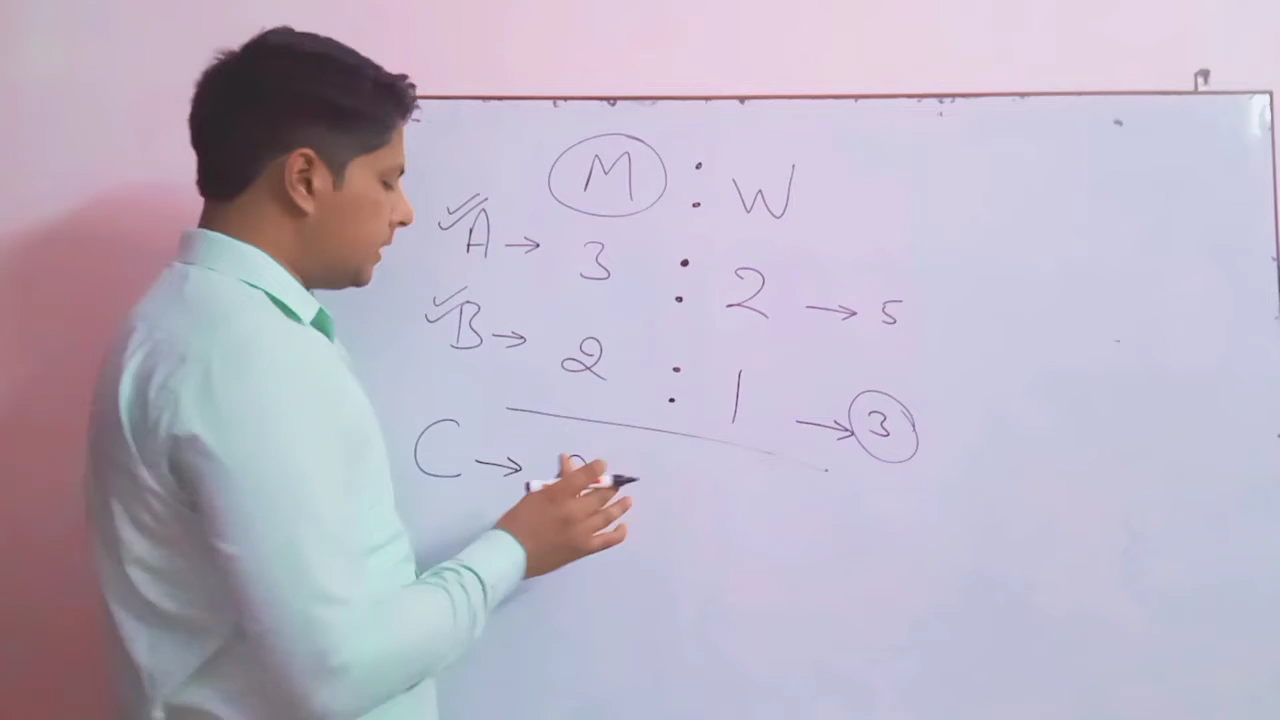 M : W
A → 3 : 2 → 5
B → 2 : 1 → 3
C →